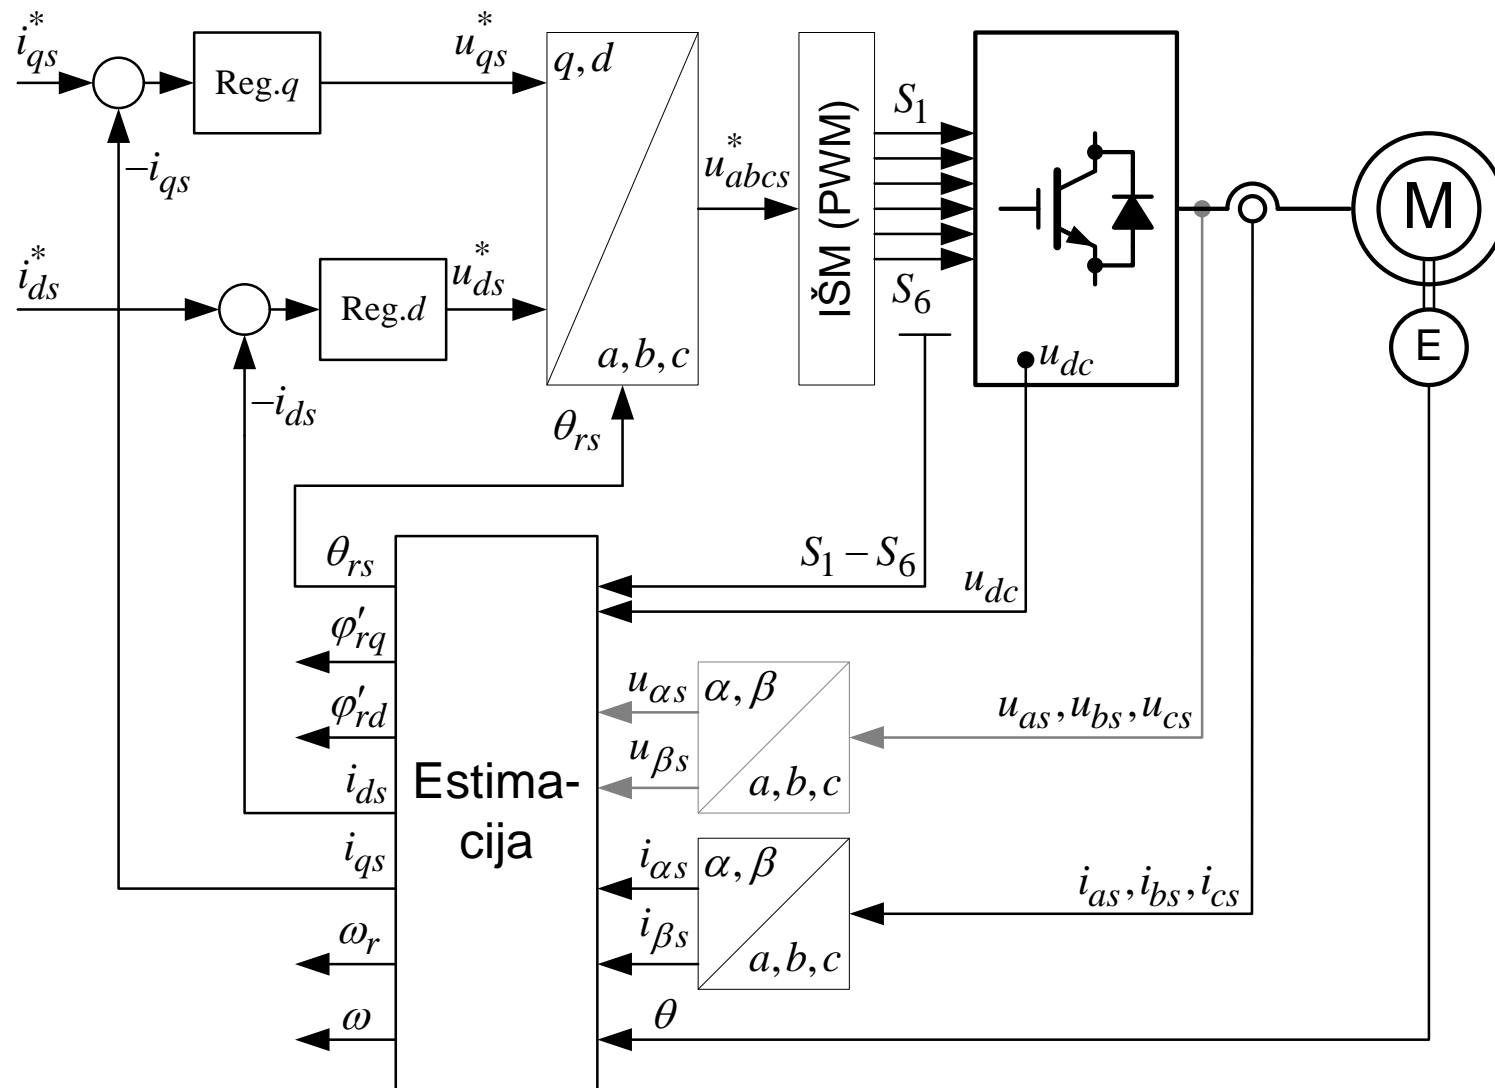 i*qs
Reg.q
u*qs
q,d
a,b,c
−iqs
i*ds
Reg.d
u*ds
−ids
θrs
u*abcs
IŠM (PWM)
S1
S6
udc
M
E
θrs
φ′rq
φ′rd
ids
iqs
ωr
ω
Estima-
cija
S1 − S6
udc
uαs
uβs
α, β
a,b,c
uas,ubs,ucs
iαs
iβs
α, β
a,b,c
ias,ibs,ics
θ